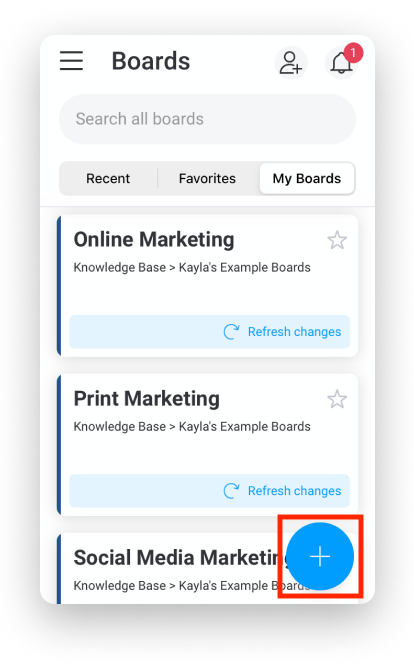 Boards
1
Search all boards
Recent Favorites My Boards
Online Marketing
Knowledge Base > Kayla's Example Boards
Refresh changes
Print Marketing
Knowledge Base > Kayla's Example Boards
Refresh changes
Social Media Marketing
Knowledge Base > Kayla's Example Boards